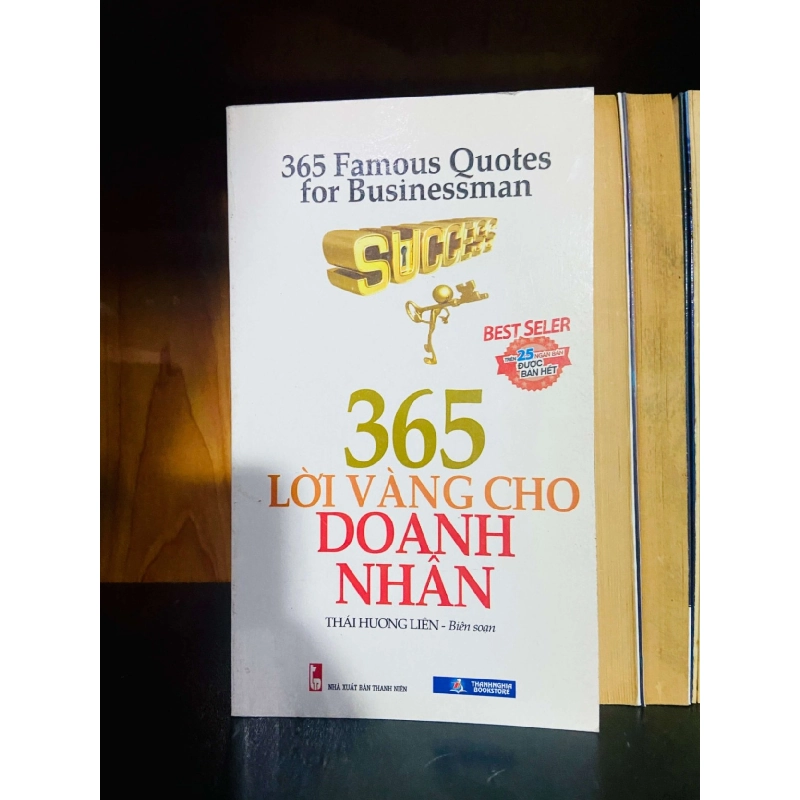 365 Famous Quotes
for Businessman
SUCCESS
BEST SELER
TRÊN 25 NGÀN BẢN
ĐƯỢC
BÁN HẾT
365
LỜI VÀNG CHO
DOANH
NHÂN
THÁI HƯƠNG LIÊN - Biên soạn
NHÀ XUẤT BẢN THANH NIÊN
THANHNGHIA
BOOKSTORE